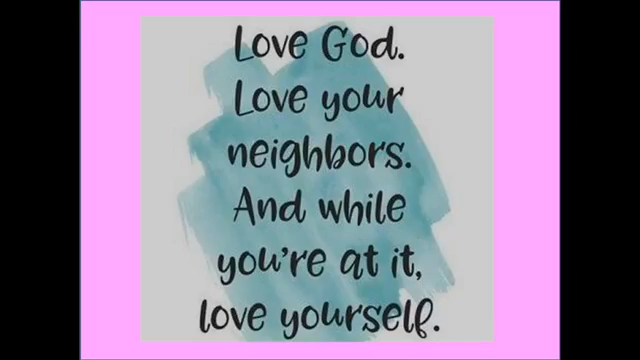 Love God.
Love your
neighbors.
And while
you're at it,
love yourself.